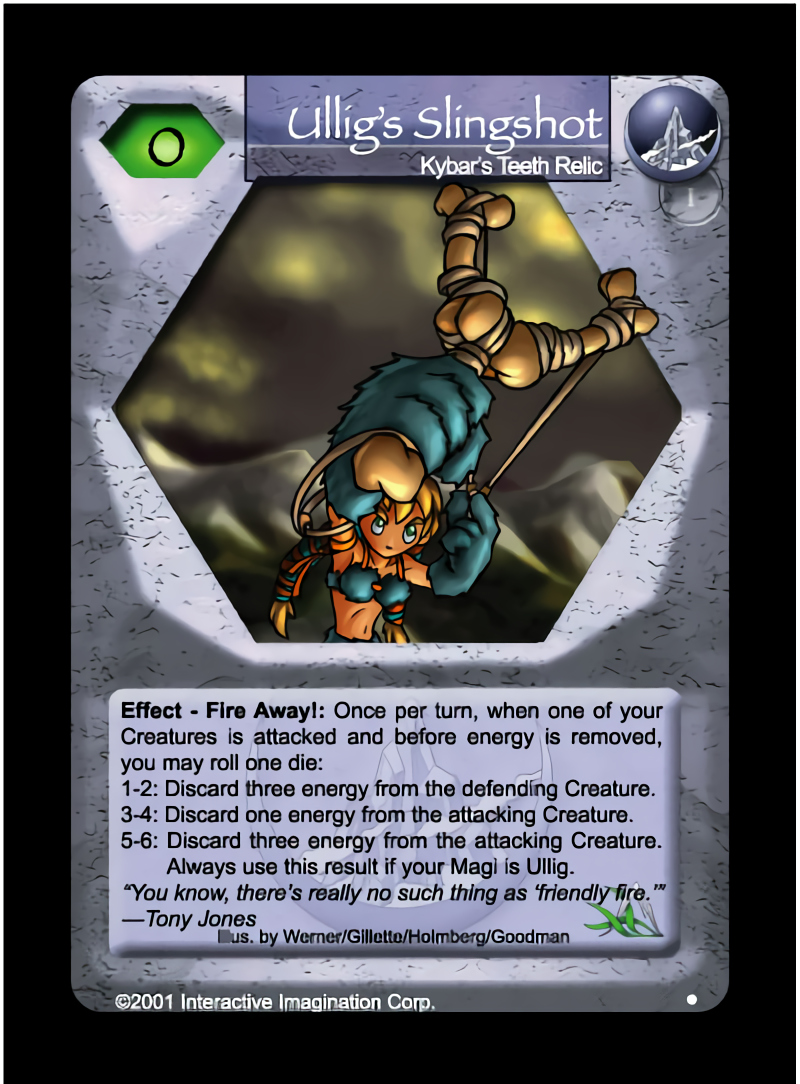 0
Ullig's Slingshot
Kybar's Teeth Relic
I
Effect - Fire Away!: Once per turn, when one of your
Creatures is attacked and before energy is removed,
you may roll one die:
1-2: Discard three energy from the defending Creature.
3-4: Discard one energy from the attacking Creature.
5-6: Discard three energy from the attacking Creature.
Always use this result if your Magi is Ullig.
"You know, there's really no such thing as 'friendly fire.'"
—Tony Jones
Illus. by Werner/Gillette/Holmberg/Goodman
©2001 Interactive Imagination Corp.